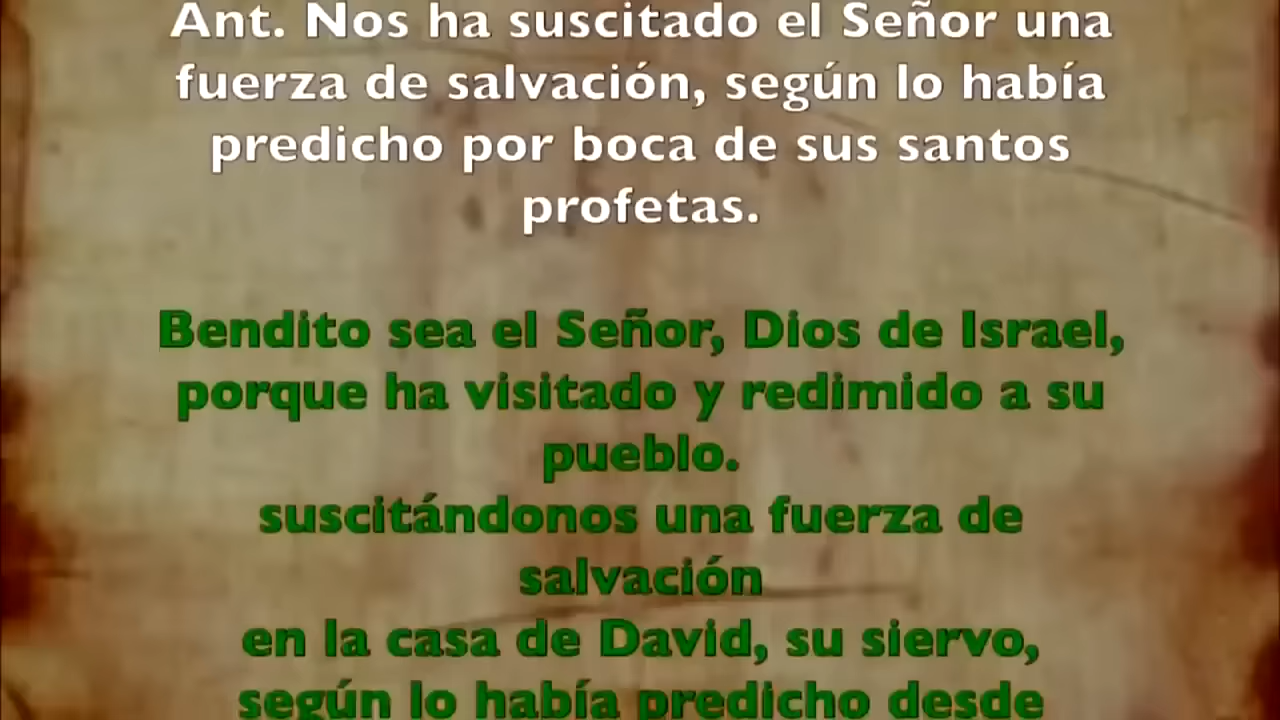 Ant. Nos ha suscitado el Señor una
fuerza de salvación, según lo había
predicho por boca de sus santos
profetas.
Bendito sea el Señor, Dios de Israel,
porque ha visitado y redimido a su
pueblo.
suscitándonos una fuerza de
salvación
en la casa de David, su siervo,
según lo había predicho desde